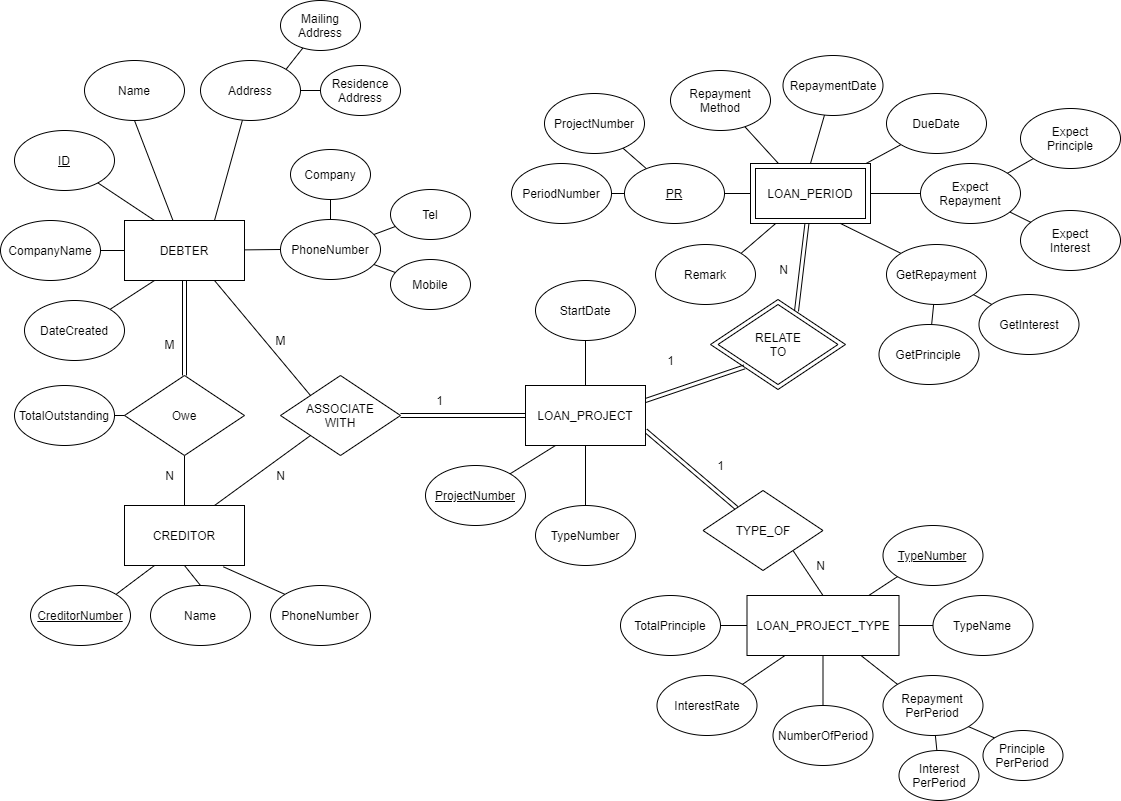 Mailing
Address
Name
Address
Residence
Address
ID
Company
Tel
CompanyName
DEBTER
PhoneNumber
Mobile
DateCreated
M
M
TotalOutstanding
Owe
ASSOCIATE
WITH
1
N
N
CREDITOR
CreditorNumber
Name
PhoneNumber
RepaymentDate
Repayment
Method
ProjectNumber
DueDate
Expect
Principle
PeriodNumber
PR
LOAN_PERIOD
Expect
Repayment
Expect
Interest
Remark
N
GetRepayment
StartDate
GetInterest
RELATE
TO
GetPrinciple
1
LOAN_PROJECT
1
ProjectNumber
TypeNumber
TYPE_OF
N
TypeNumber
TotalPrinciple
LOAN_PROJECT_TYPE
TypeName
InterestRate
Repayment
PerPeriod
NumberOfPeriod
Principle
PerPeriod
Interest
PerPeriod